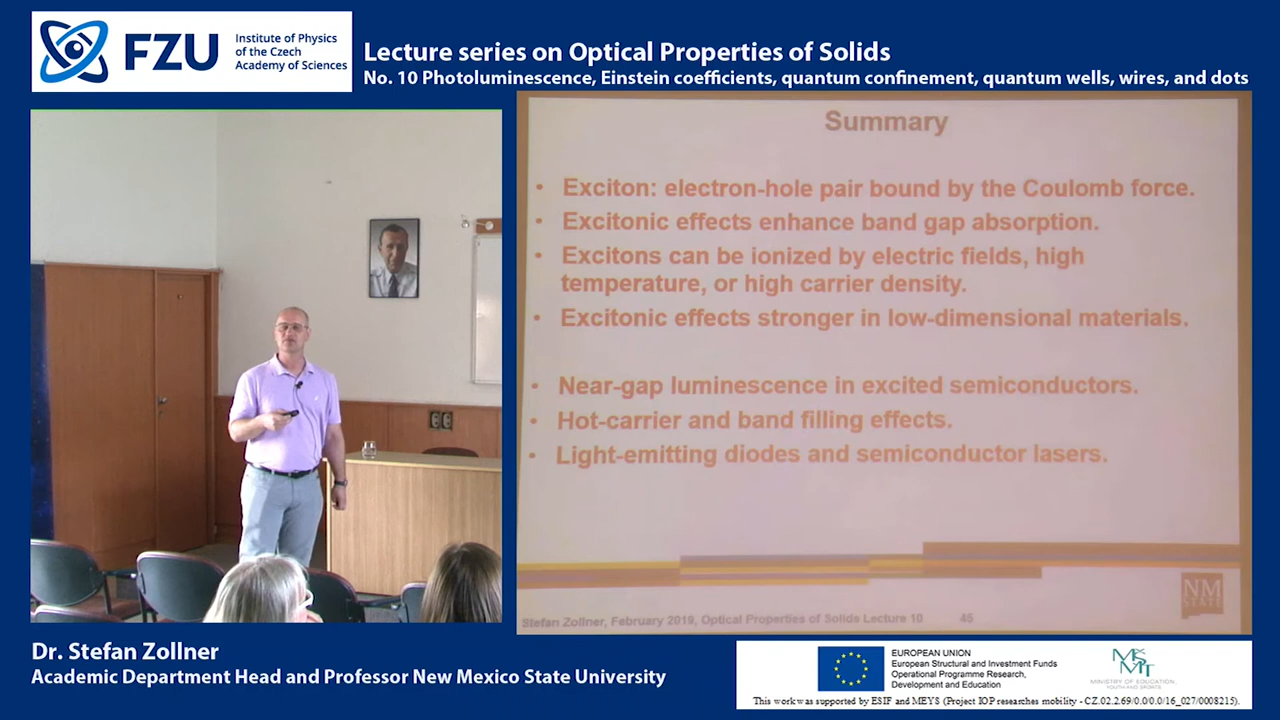 FZU
Institute of Physics
of the Czech
Academy of Sciences
Lecture series on Optical Properties of Solids
No. 10 Photoluminescence, Einstein coefficients, quantum confinement, quantum wells, wires, and dots
Summary
• Exciton: electron-hole pair bound by the Coulomb force.
• Excitonic effects enhance band gap absorption.
• Excitons can be ionized by electric fields, high
temperature, or high carrier density.
• Excitonic effects stronger in low-dimensional materials.
• Near-gap luminescence in excited semiconductors.
• Hot-carrier and band filling effects.
• Light-emitting diodes and semiconductor lasers.
Stefan Zollner, February 2019, Optical Properties of Solids Lecture 10 46
NM
STATE
Dr. Stefan Zollner
Academic Department Head and Professor New Mexico State University
EUROPEAN UNION
European Structural and Investment Funds
Operational Programme Research,
Development and Education
MINISTRY OF EDUCATION,
YOUTH AND SPORTS
This work was supported by ESIF and MEYS (Project IOP researches mobility - CZ.02.2.69/0.0/0.0/16_027/0008215).